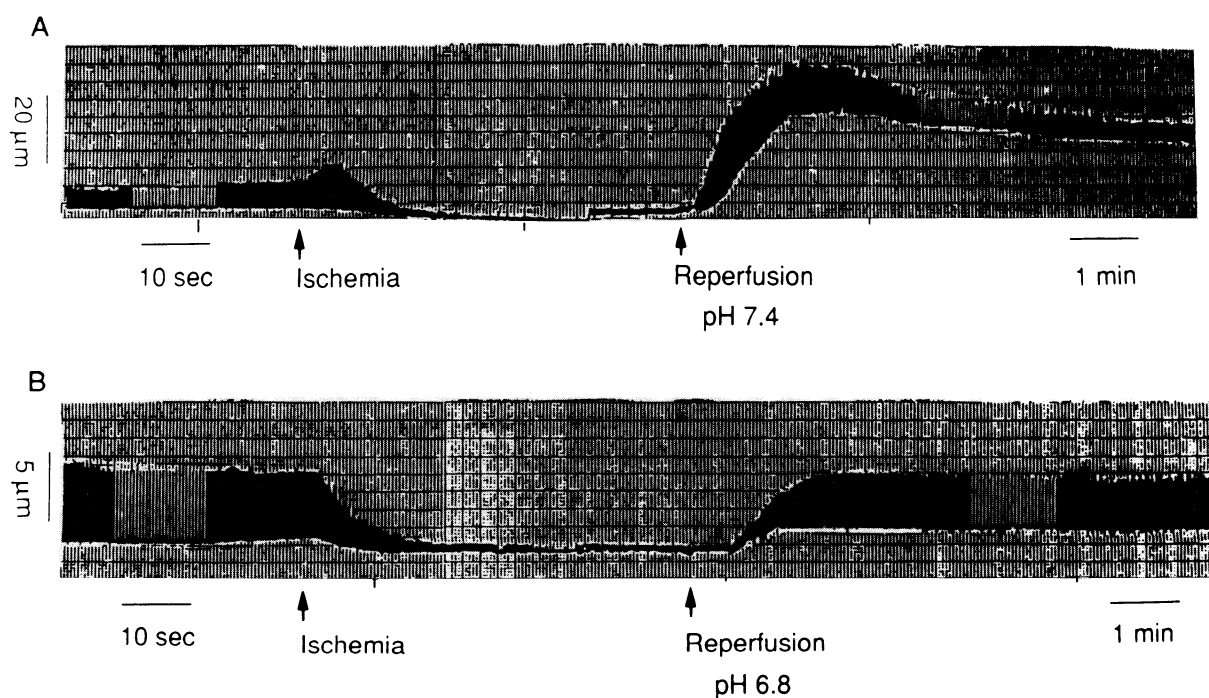 A
20 μm
10 sec
Ischemia
Reperfusion
pH 7.4
1 min
B
5 μm
10 sec
Ischemia
Reperfusion
pH 6.8
1 min